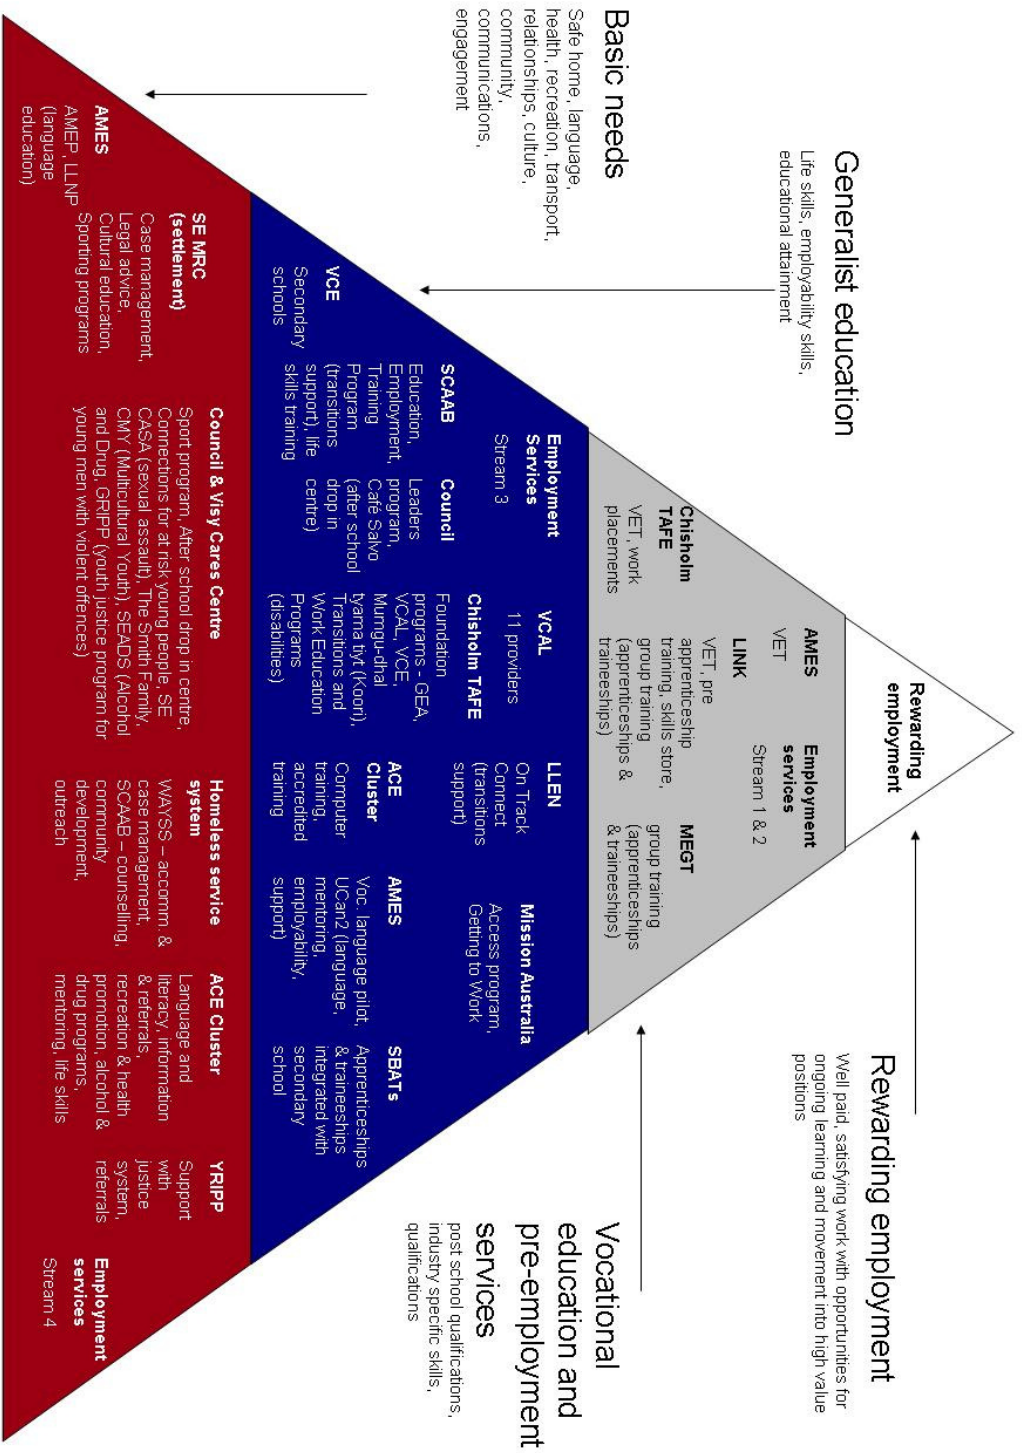 Rewarding employment
Well paid, satisfying work with opportunities for
ongoing learning and movement into high value
positions
Generalist education
Life skills, employability skills,
educational attainment
Basic needs
Safe home, language,
health, recreation, transport,
relationships, culture,
community,
communications,
engagement
Vocational
education and
pre-employment
services
post school qualifications,
industry specific skills,
qualifications
Rewarding
employment
AMES
VET
Employment
services
Stream 1 & 2
Chisholm
TAFE
VET, work
placements
LINK
VET, pre
apprenticeship
training, skills store,
group training
(apprenticeships &
traineeships)
MEGT
group training
(apprenticeships
& traineeships)
Employment
Services
Stream 3
VCAL
11 providers
LLEN
On Track
Connect
(transitions
support)
Mission Australia
Access program,
Getting to Work
VCE
Secondary
schools
SCAAB
Education,
Employment,
Training
Program
(transitions
support), life
skills training
Council
Leaders
program,
Café Salvo
(after school
drop in
centre)
Chisholm TAFE
Foundation
programs - GEA,
VCAL, VCE,
Mumgu-dhal
tyama tiyt (Koori),
Transitions and
Work Education
Programs
(disabilities)
ACE
Cluster
Computer
training,
accredited
training
AMES
Voc. language pilot,
UCan2 (language,
mentoring,
employability,
support)
SBATs
Apprenticeships
& traineeships
integrated with
secondary
school
AMES
AMEP, LLNP
(language
education)
SE MRC
(settlement)
Case management,
Legal advice,
Cultural education,
Sporting programs
Council & Visy Cares Centre
Sport program, After school drop in centre,
Connections for at risk young people, SE
CASA (sexual assault), The Smith Family,
CMY (Multicultural Youth), SEADS (Alcohol
and Drug, GRIPP (youth justice program for
young men with violent offences)
Homeless service
system
WAYSS – accomm. &
case management,
SCAAB – counselling,
community
development,
outreach
ACE Cluster
Language and
literacy, information
& referrals,
recreation & health
promotion, alcohol &
drug programs,
mentoring, life skills
YRIPP
Support
with
justice
system,
referrals
Employment
services
Stream 4